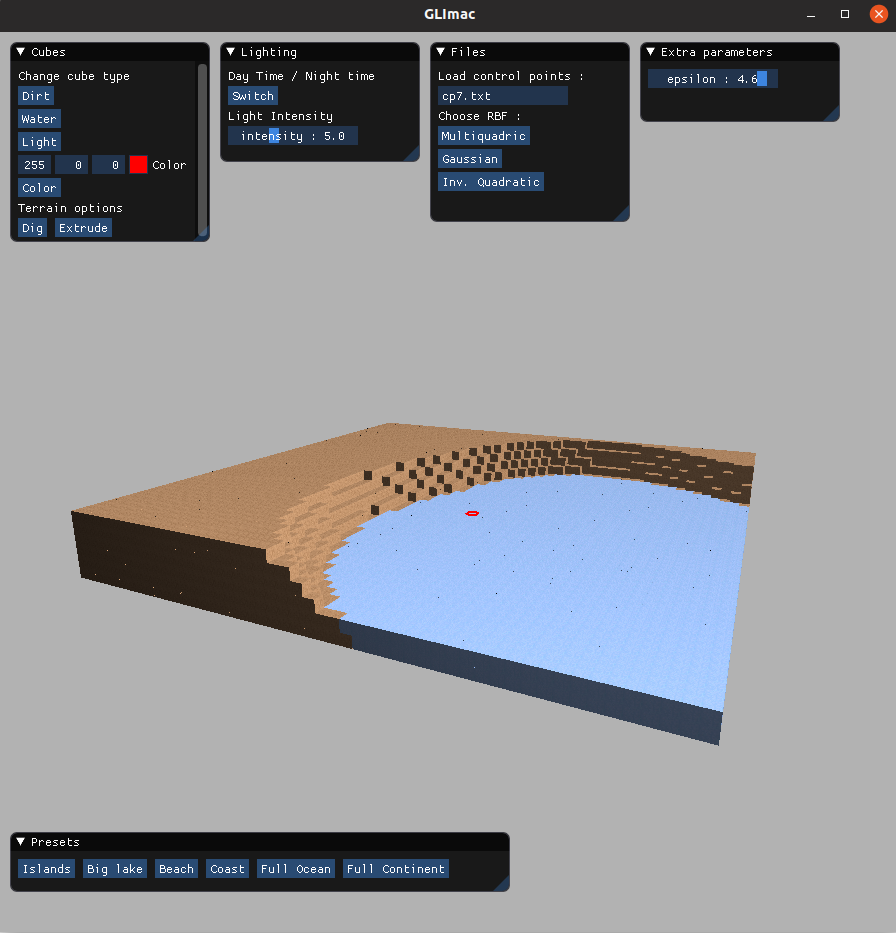 GLImac
Cubes
Change cube type
Dirt
Water
Light
255 0 0 Color
Color
Terrain options
Dig Extrude
Lighting
Day Time / Night time
Switch
Light Intensity
intensity : 5.0
Files
Load control points :
cp7.txt
Choose RBF :
Multiquadric
Gaussian
Inv. Quadratic
Extra parameters
epsilon : 4.6
Presets
Islands Big lake Beach Coast Full Ocean Full Continent